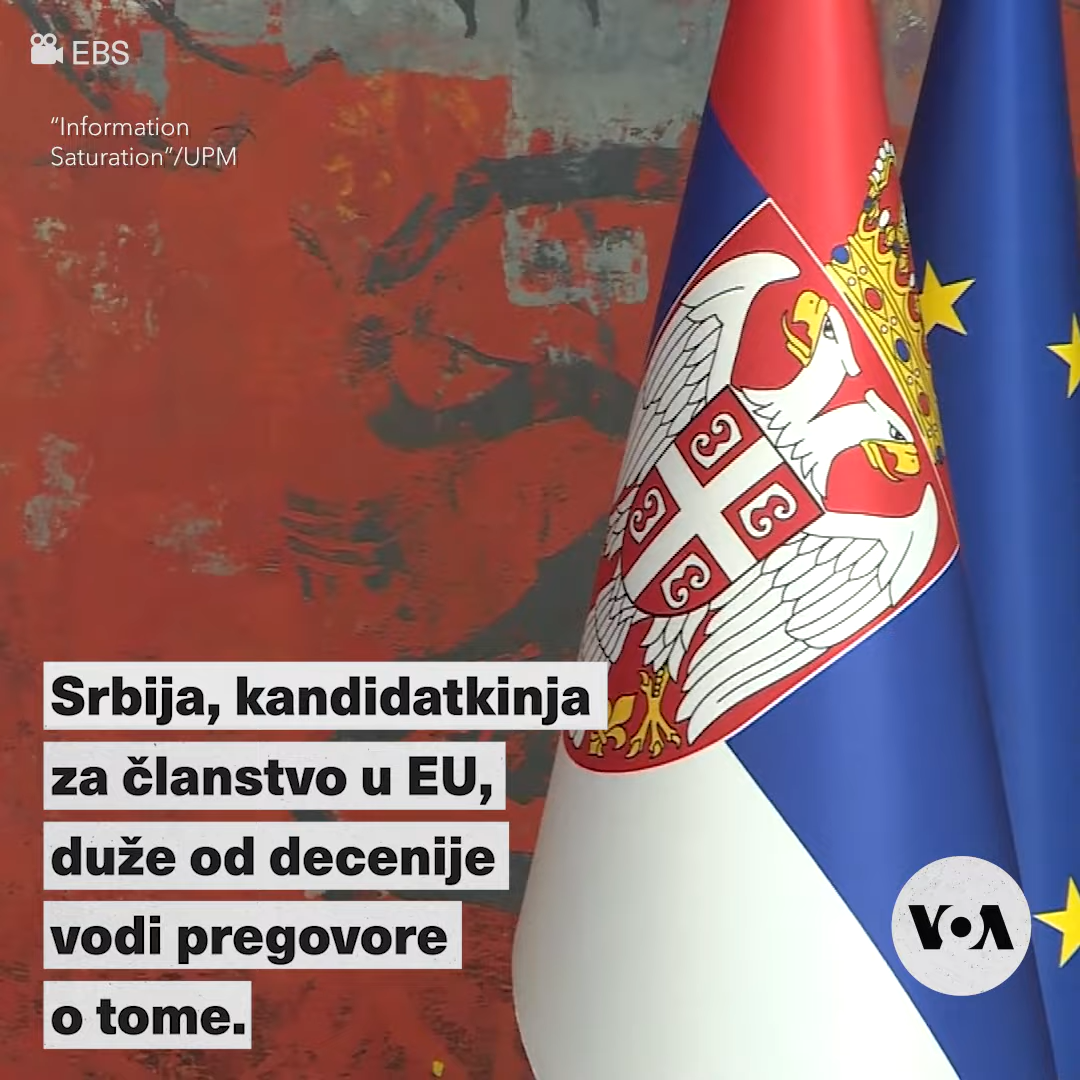 EBS
“Information
Saturation”/UPM
Srbija, kandidatkinja
za članstvo u EU,
duže od decenije
vodi pregovore
o tome.
VOA